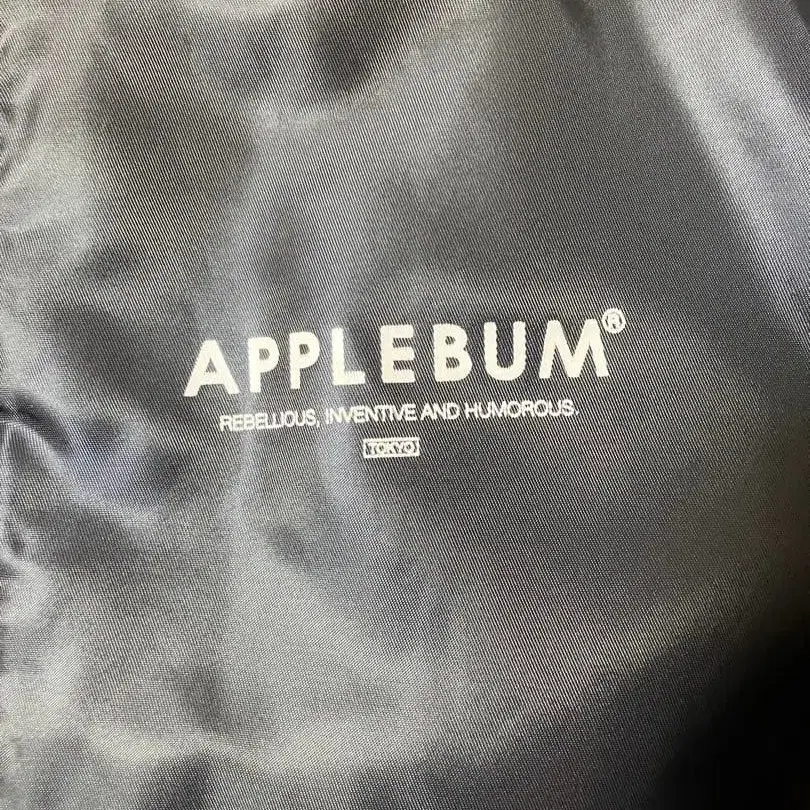 APPLEBUM®
REBELLIOUS, INVENTIVE AND HUMOROUS.
TOKYO